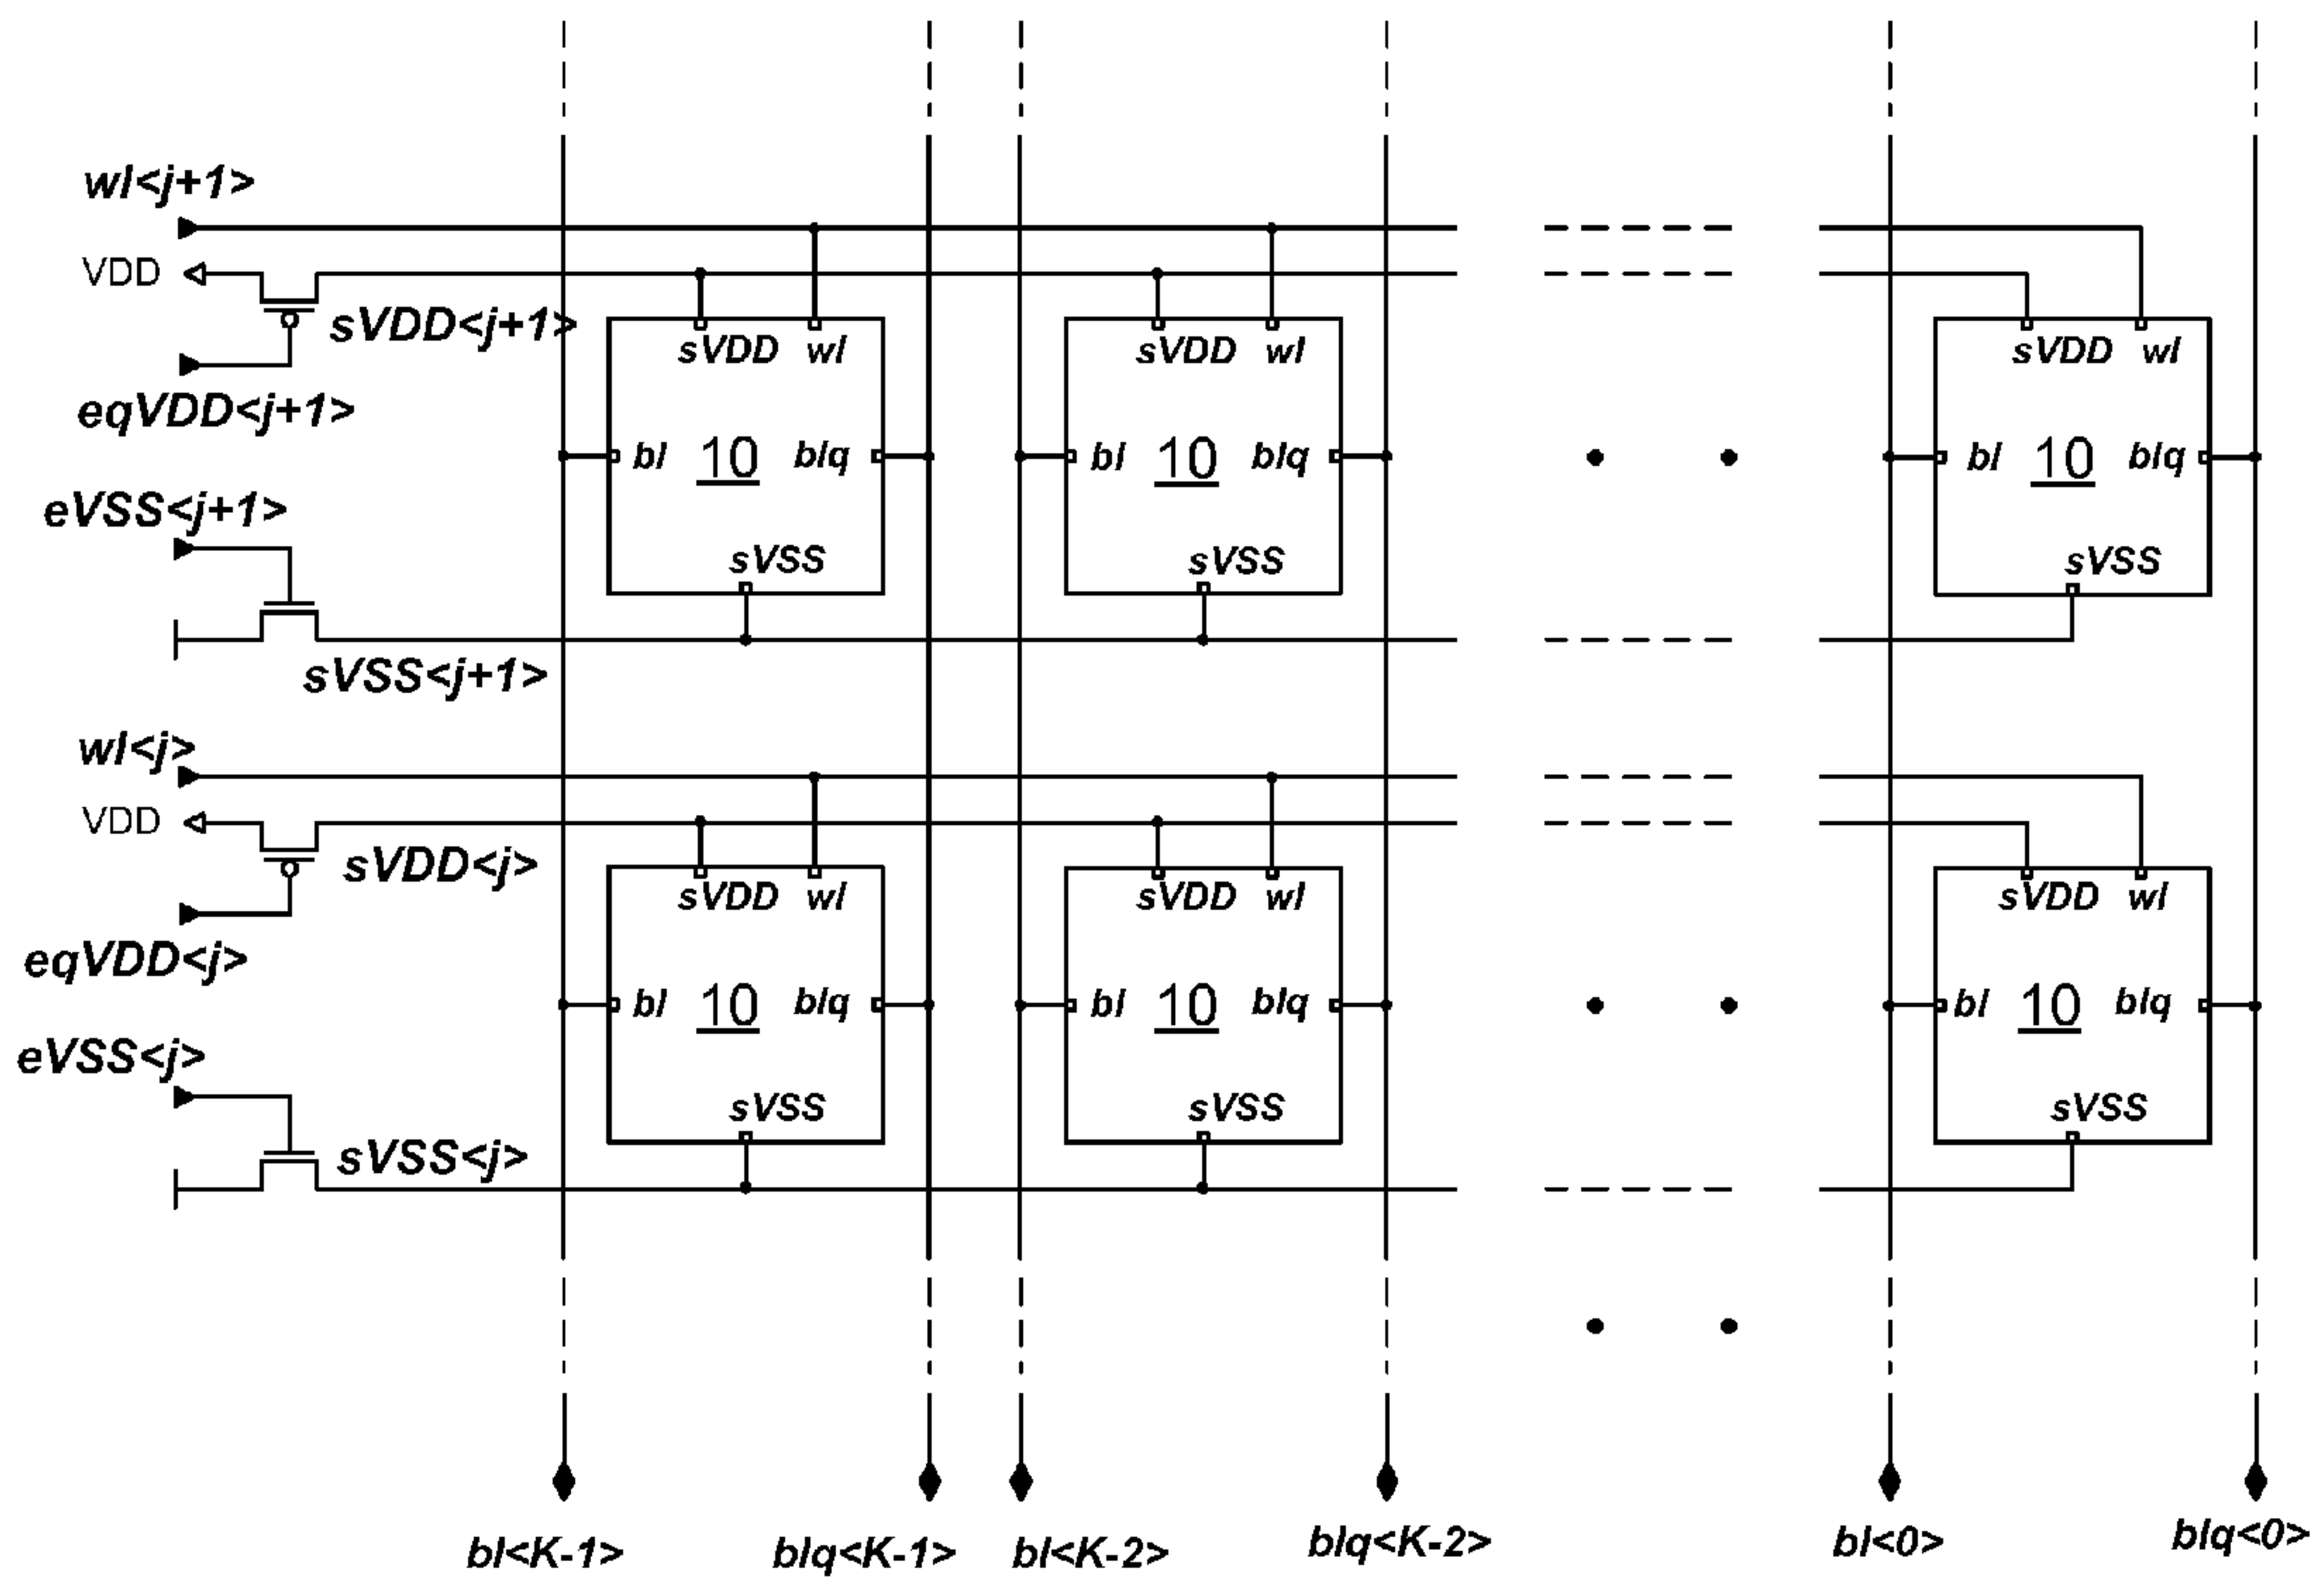 wl<j+1>
VDD
sVDD<j+1>
eqVDD<j+1>
sVDD wl sVDD wl sVDD wl
bl 10 blq bl 10 blq bl 10 blq
eVSS<j+1>
sVSS sVSS sVSS
sVSS<j+1>
wl<j>
VDD
sVDD<j>
sVDD wl sVDD wl sVDD wl
eqVDD<j>
bl 10 blq bl 10 blq bl 10 blq
eVSS<j>
sVSS sVSS sVSS
sVSS<j>
bl<K-1> blq<K-1> bl<K-2> blq<K-2> bl<0> blq<0>